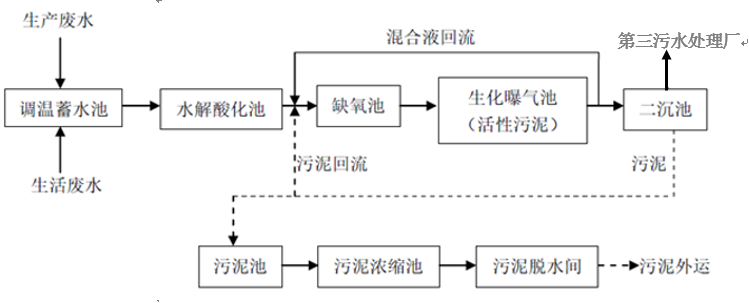 生产废水
第三污水处理厂
混合液回流
调温蓄水池
水解酸化池
缺氧池
生化曝气池
（活性污泥）
二沉池
生活废水
污泥回流
污泥
污泥池
污泥浓缩池
污泥脱水间
污泥外运